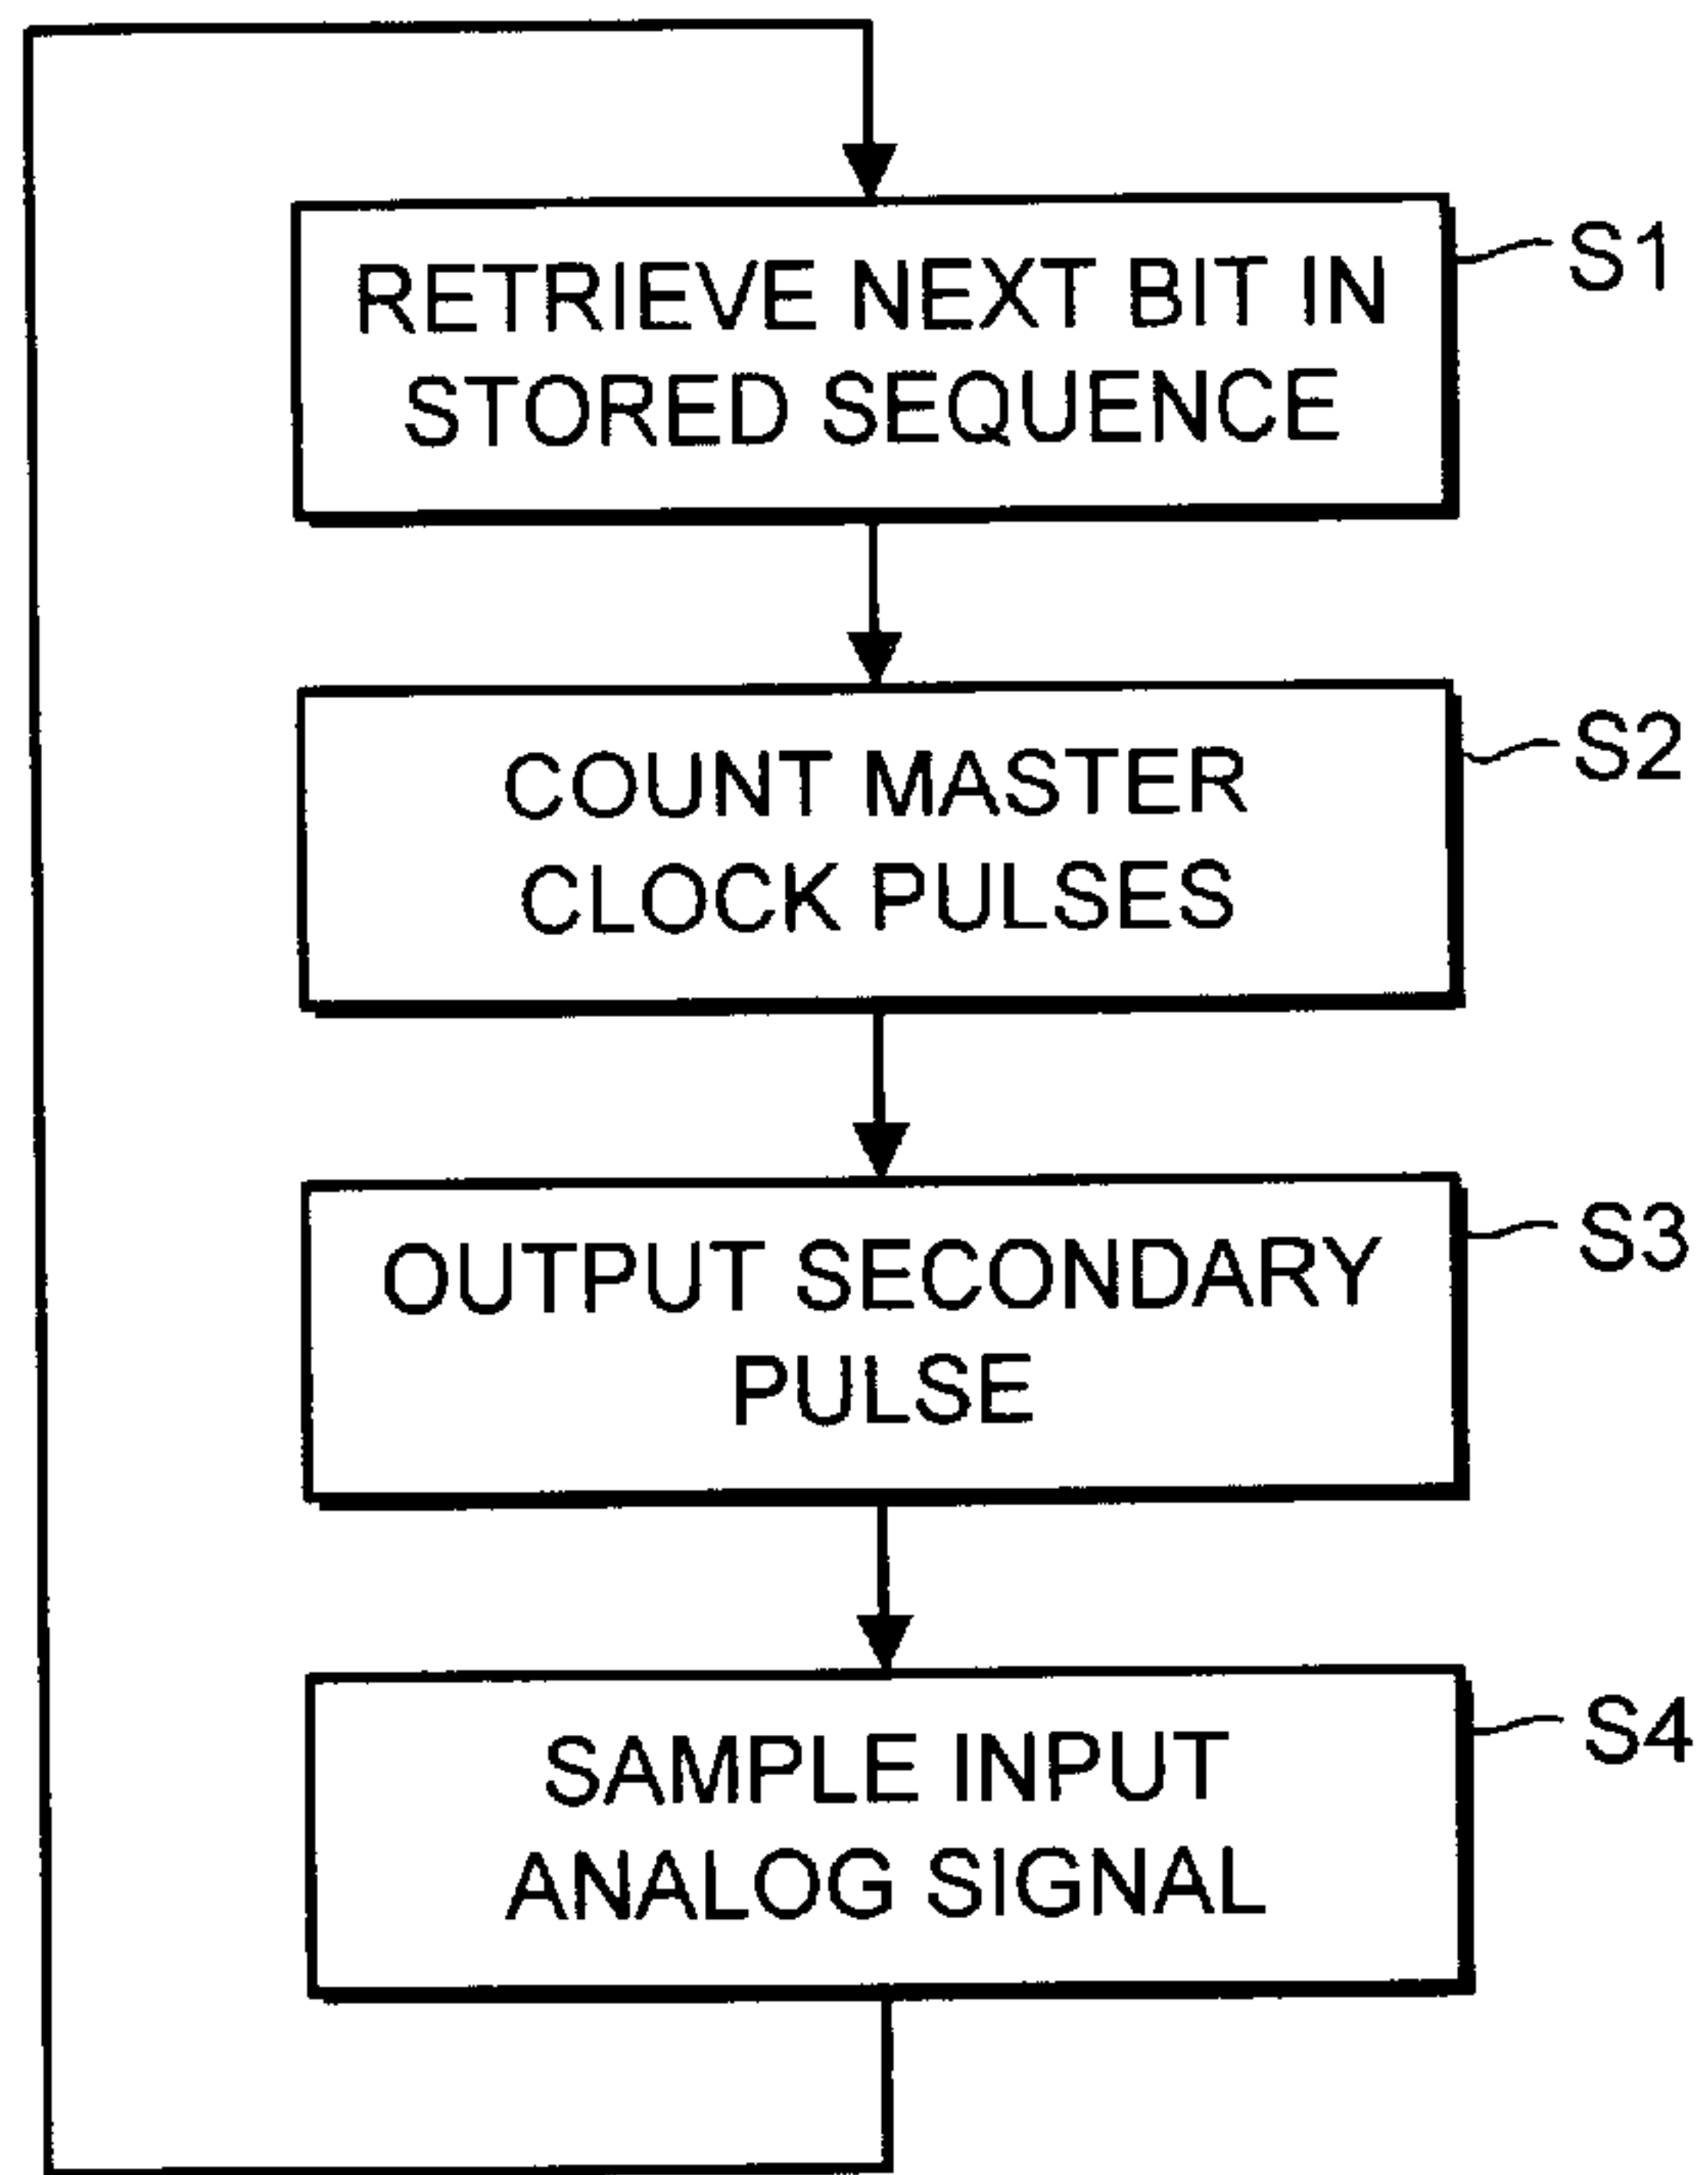 RETRIEVE NEXT BIT IN
STORED SEQUENCE
S1
COUNT MASTER
CLOCK PULSES
S2
OUTPUT SECONDARY
PULSE
S3
SAMPLE INPUT
ANALOG SIGNAL
S4